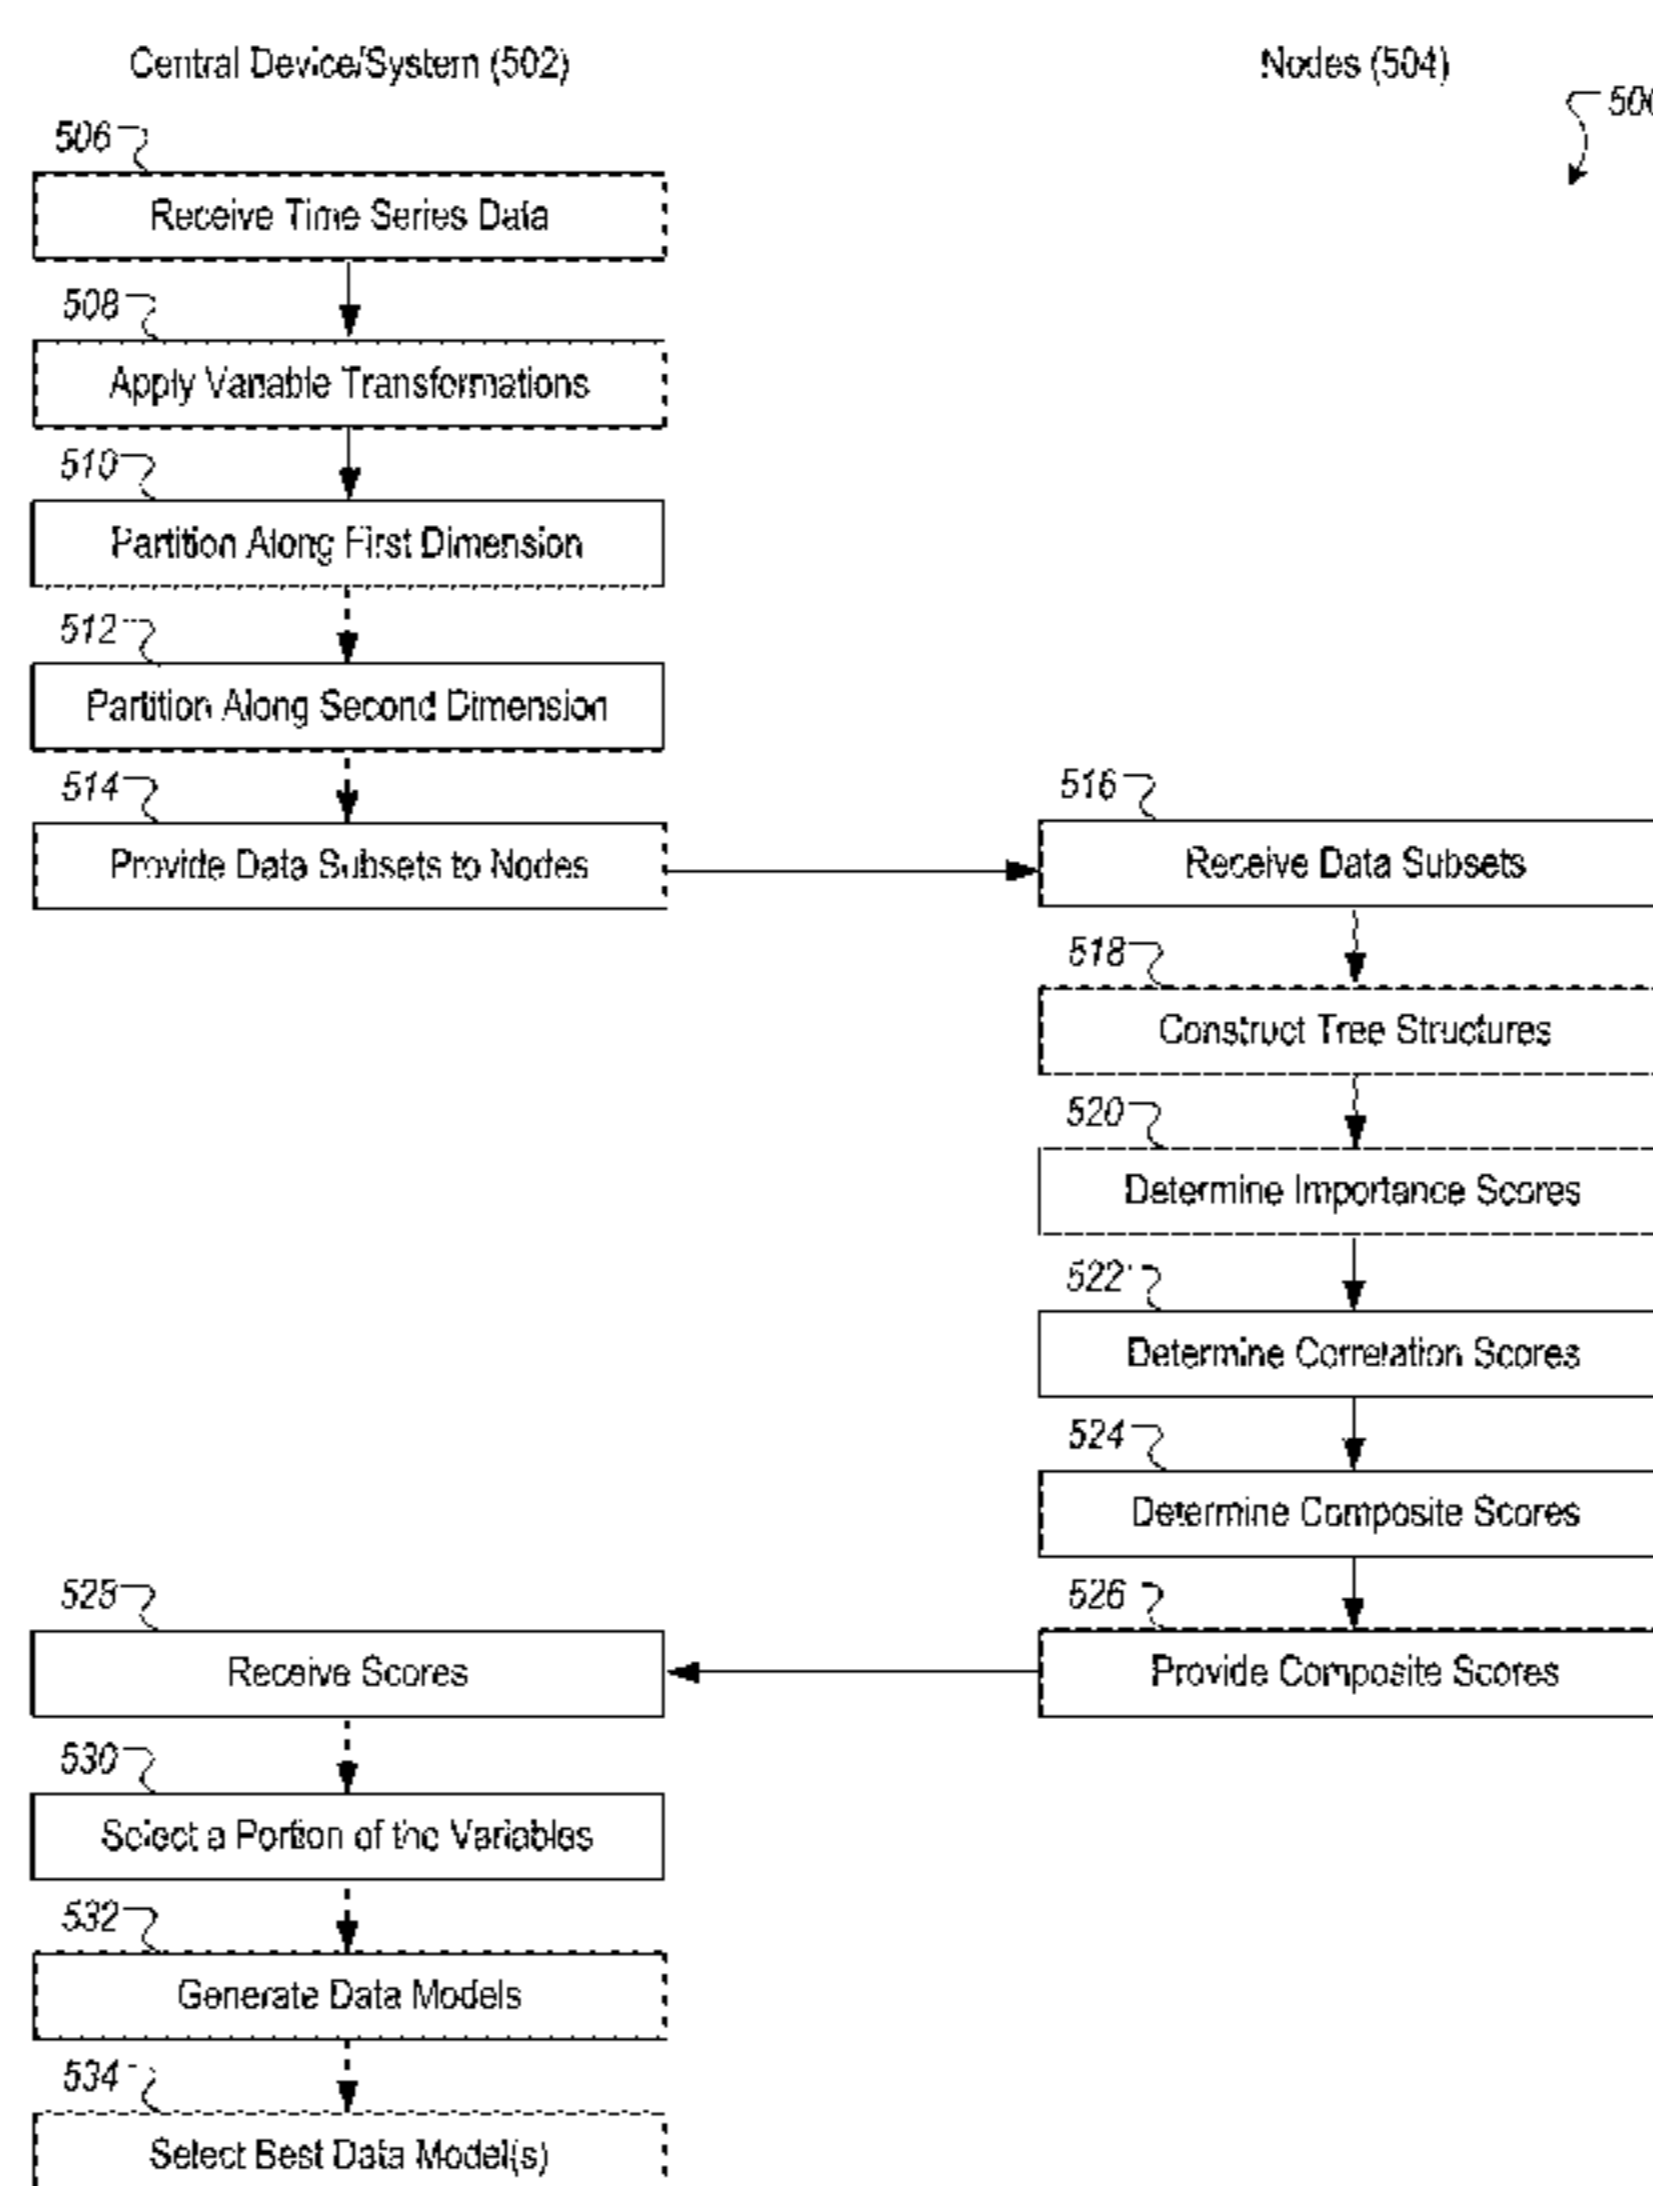 Central Device/System (502)
Nodes (504)
500
506
Receive Time Series Data
508
Apply Variable Transformations
510
Partition Along First Dimension
512
Partition Along Second Dimension
514
Provide Data Subsets to Nodes
516
Receive Data Subsets
518
Construct Tree Structures
520
Determine Importance Scores
522
Determine Correlation Scores
524
Determine Composite Scores
526
Provide Composite Scores
528
Receive Scores
530
Select a Portion of the Variables
532
Generate Data Models
534
Select Best Data Model(s)